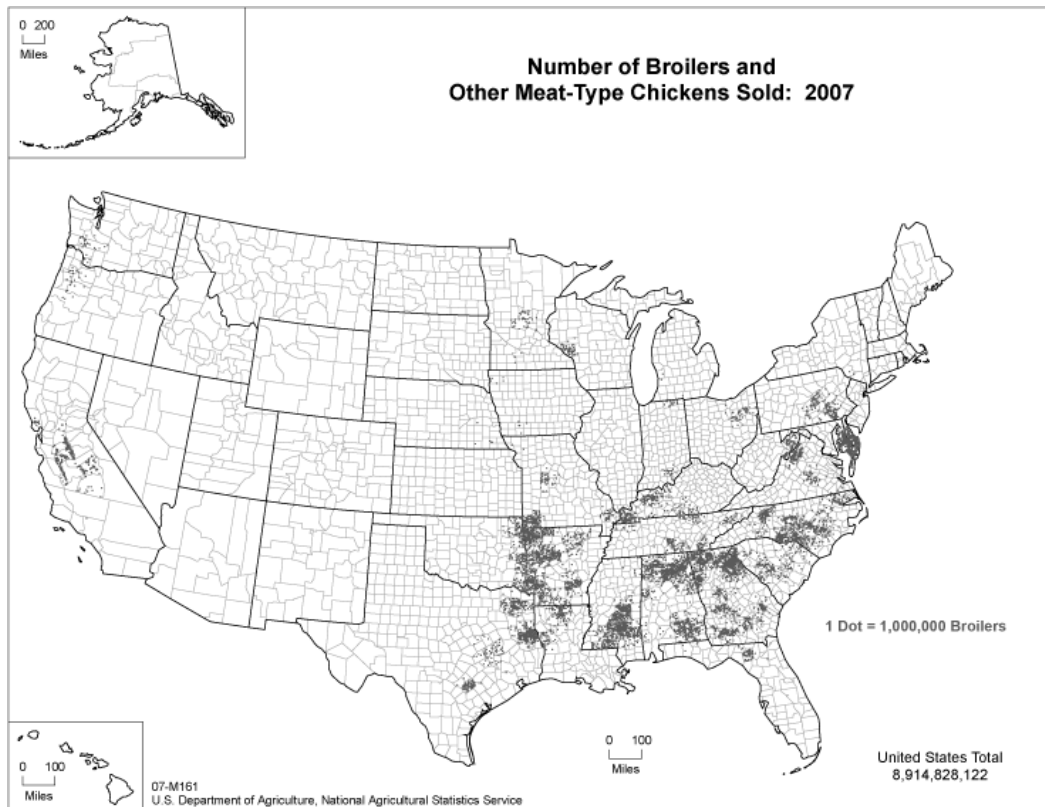 0 200
Miles
Number of Broilers and
Other Meat-Type Chickens Sold: 2007
1 Dot = 1,000,000 Broilers
0 100
Miles
0 100
Miles
United States Total
8,914,828,122
07-M161
U.S. Department of Agriculture, National Agricultural Statistics Service